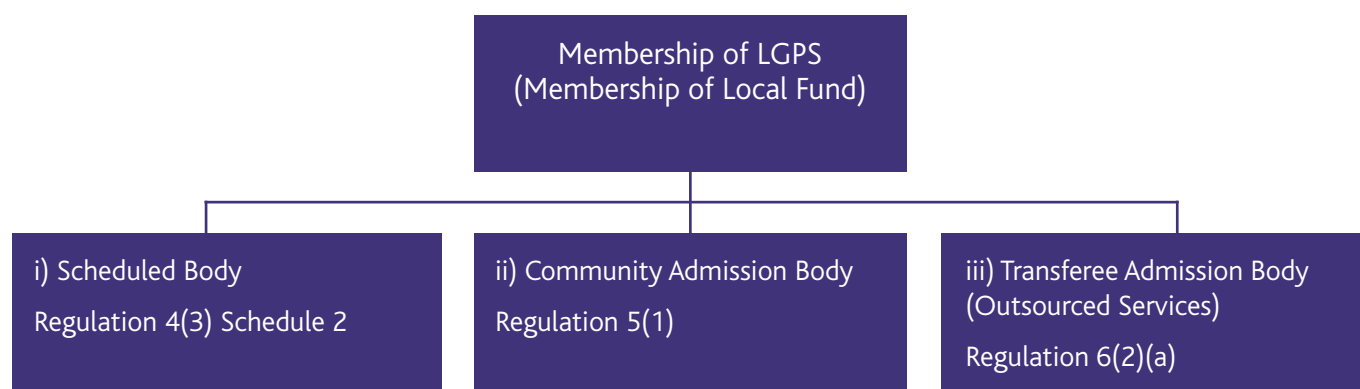 Membership of LGPS
(Membership of Local Fund)
i) Scheduled Body
Regulation 4(3) Schedule 2
ii) Community Admission Body
Regulation 5(1)
iii) Transferee Admission Body
(Outsourced Services)
Regulation 6(2)(a)